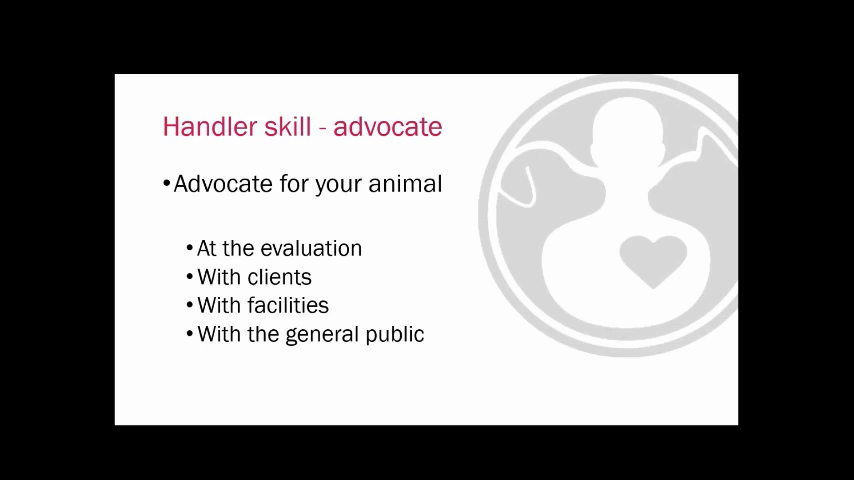 Handler skill - advocate
•Advocate for your animal
•At the evaluation
•With clients
•With facilities
•With the general public